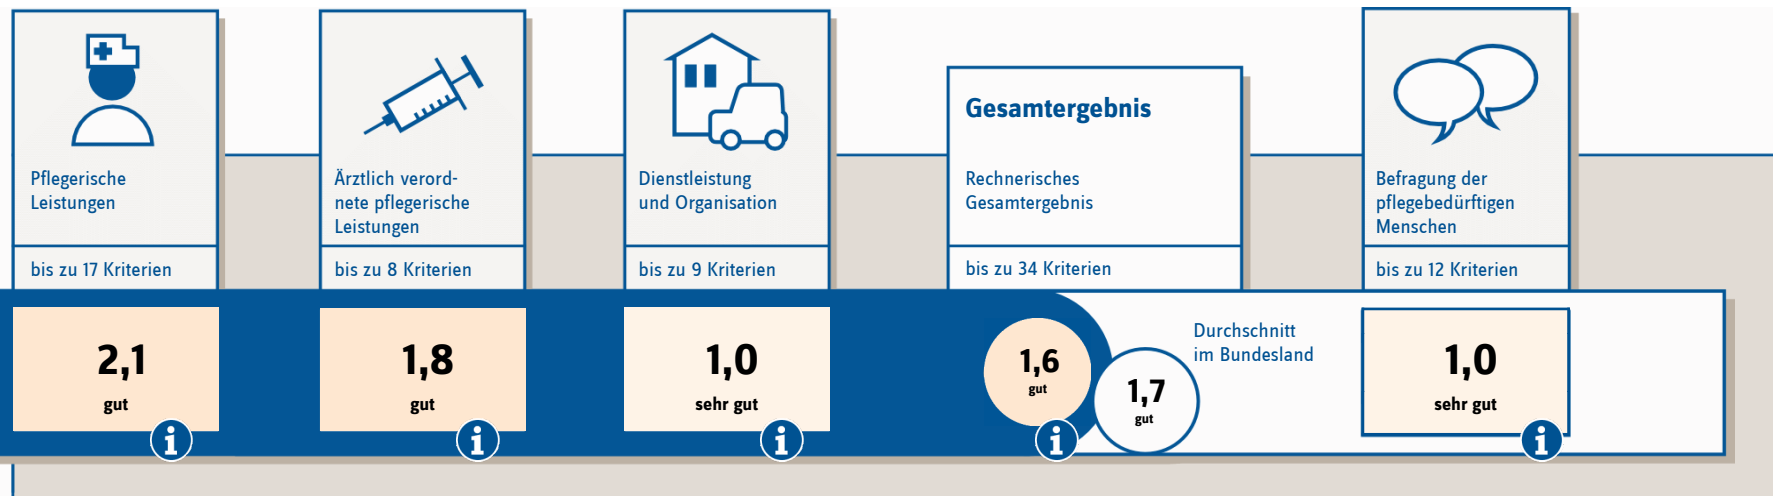 Pflegerische
Leistungen
bis zu 17 Kriterien
2,1
gut
Ärztlich verord-
nete pflegerische
Leistungen
bis zu 8 Kriterien
1,8
gut
Dienstleistung
und Organisation
bis zu 9 Kriterien
1,0
sehr gut
Gesamtergebnis
Rechnerisches
Gesamtergebnis
bis zu 34 Kriterien
1,6
gut
1,7
gut
Durchschnitt
im Bundesland
Befragung der
pflegebedürftigen
Menschen
bis zu 12 Kriterien
1,0
sehr gut
i
i
i
i
i